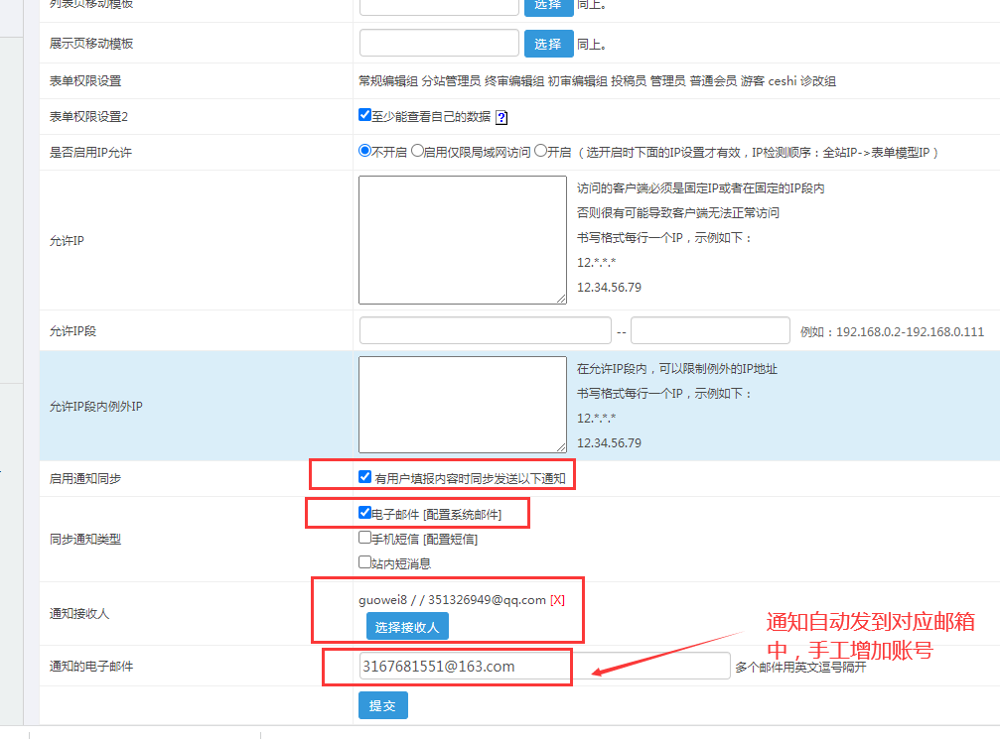 列表页移动模板 选择 同上。
展示页移动模板 选择 同上。
表单权限设置 常规编辑组 分站管理员 终审编辑组 初审编辑组 投稿员 管理员 普通会员 游客 ceshi 诊改组
表单权限设置2 至少能查看自己的数据 ?
是否启用IP允许 不开启 启用仅限局域网访问 开启 ( 选开启时下面的IP设置才有效，IP检测顺序：全站IP->表单模型IP )
允许IP
访问的客户端必须是固定IP或者在固定的IP段内
否则很有可能导致客户端无法正常访问
书写格式每行一个IP，示例如下：
12.*.*.*
12.34.56.79
允许IP段 -- 例如：192.168.0.2-192.168.0.111
允许IP段内例外IP
在允许IP段内，可以限制例外的IP地址
书写格式每行一个IP，示例如下：
12.*.*.*
12.34.56.79
启用通知同步 有用户填报内容时同步发送以下通知
同步通知类型
电子邮件 [配置系统邮件]
手机短信 [配置短信]
站内短消息
通知接收人
guowei8 / / 351326949@qq.com [X]
选择接收人
通知自动发到对应邮箱
中，手工增加账号
通知的电子邮件 3167681551@163.com 多个邮件用英文逗号隔开
提交